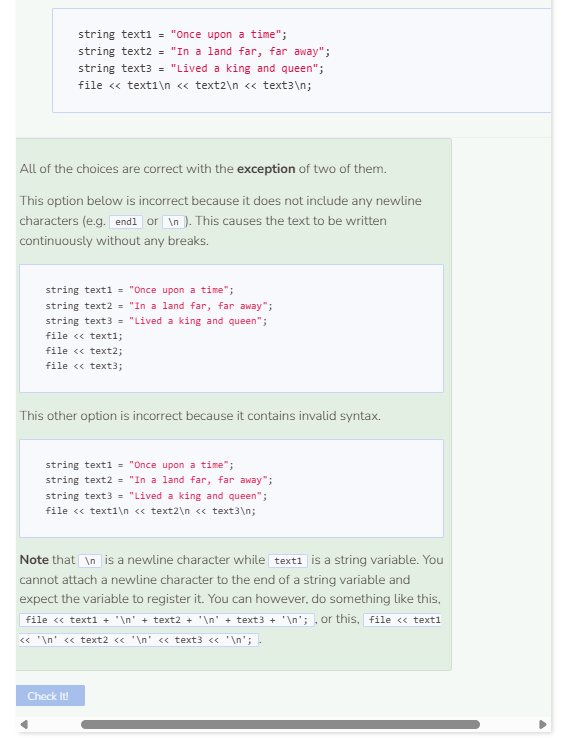 string text1 = "Once upon a time";
string text2 = "In a land far, far away";
string text3 = "Lived a king and queen";
file << text1\n << text2\n << text3\n;
All of the choices are correct with the exception of two of them.
This option below is incorrect because it does not include any newline
characters (e.g. endl or \n ). This causes the text to be written
continuously without any breaks.
string text1 = "Once upon a time";
string text2 = "In a land far, far away";
string text3 = "Lived a king and queen";
file << text1;
file << text2;
file << text3;
This other option is incorrect because it contains invalid syntax.
string text1 = "Once upon a time";
string text2 = "In a land far, far away";
string text3 = "Lived a king and queen";
file << text1\n << text2\n << text3\n;
Note that \n is a newline character while text1 is a string variable. You
cannot attach a newline character to the end of a string variable and
expect the variable to register it. You can however, do something like this,
file << text1 + '\n' + text2 + '\n' + text3 + '\n'; , or this, file << text1
<< '\n' << text2 << '\n' << text3 << '\n'; .
Check It!